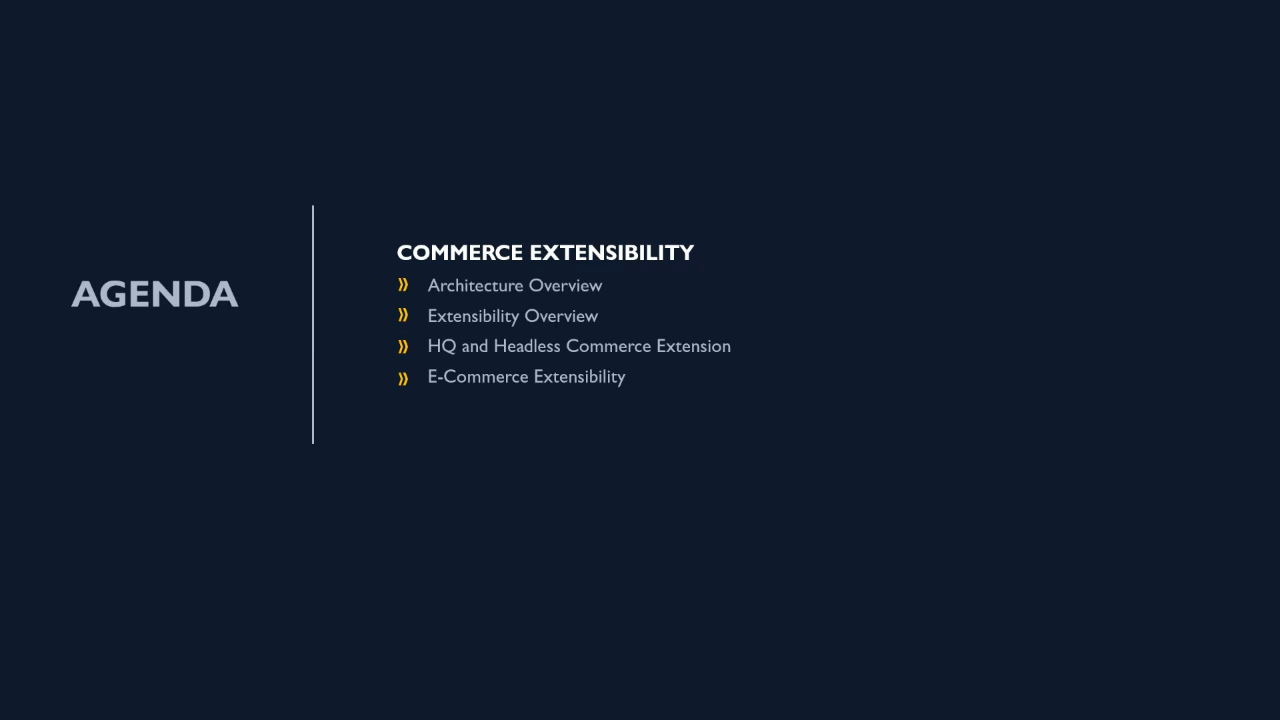 AGENDA
COMMERCE EXTENSIBILITY
Architecture Overview
Extensibility Overview
HQ and Headless Commerce Extension
E-Commerce Extensibility